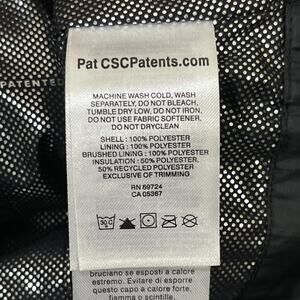 Pat CSCPatents.com
MACHINE WASH COLD, WASH
SEPARATELY, DO NOT BLEACH,
TUMBLE DRY LOW, DO NOT IRON,
DO NOT USE FABRIC SOFTENER,
DO NOT DRYCLEAN
SHELL : 100% POLYESTER
LINING : 100% POLYESTER
BRUSHED LINING : 100% POLYESTER
INSULATION : 50% POLYESTER,
50% RECYCLED POLYESTER
EXCLUSIVE OF TRIMMING
RN 69724
CA 05367
bruciano se esposti a calore
estremo.
Evitare di esporre
questo capo a calore forte,
fiamma o scintille.